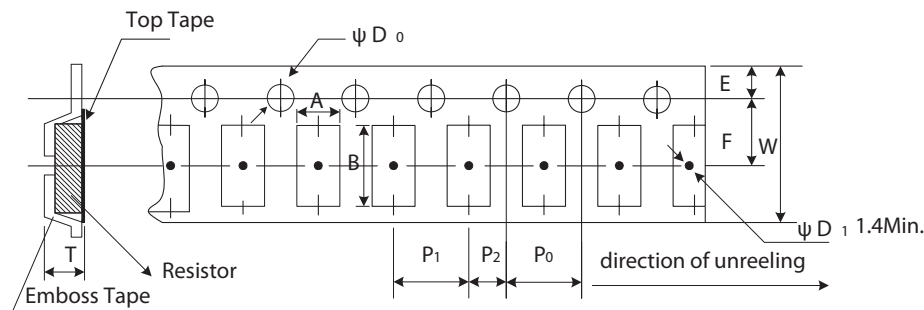 Top Tape
ψ D 0
A
E
F
W
B
ψ D 1 1.4Min.
T
P1
P2
P0
direction of unreeling
Resistor
Emboss Tape